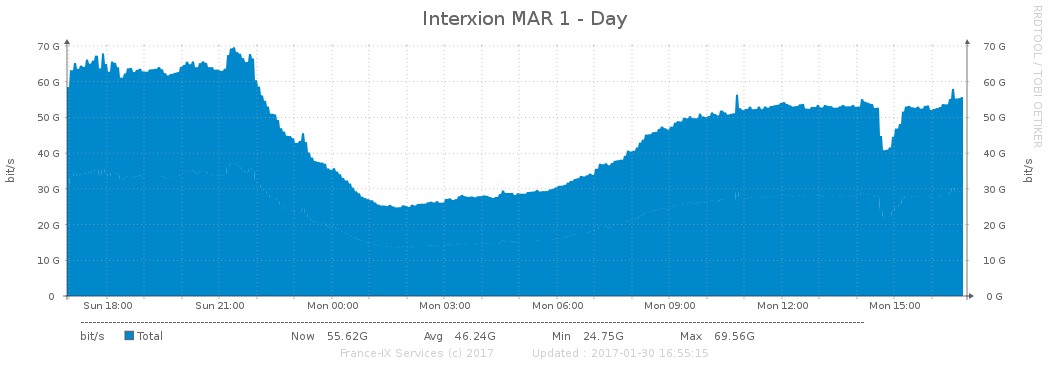 Interxion MAR 1 - Day
RRDTOOL / TOBI OETIKER
70 G 70 G
60 G 60 G
50 G 50 G
40 G 40 G
30 G 30 G
20 G 20 G
10 G 10 G
0 0 G
bit/s bit/s
Sun 18:00 Sun 21:00 Mon 00:00 Mon 03:00 Mon 06:00 Mon 09:00 Mon 12:00 Mon 15:00
bit/s Total Now 55.62G Avg 46.24G Min 24.75G Max 69.56G
France-IX Services (c) 2017 Updated : 2017-01-30 16:55:15